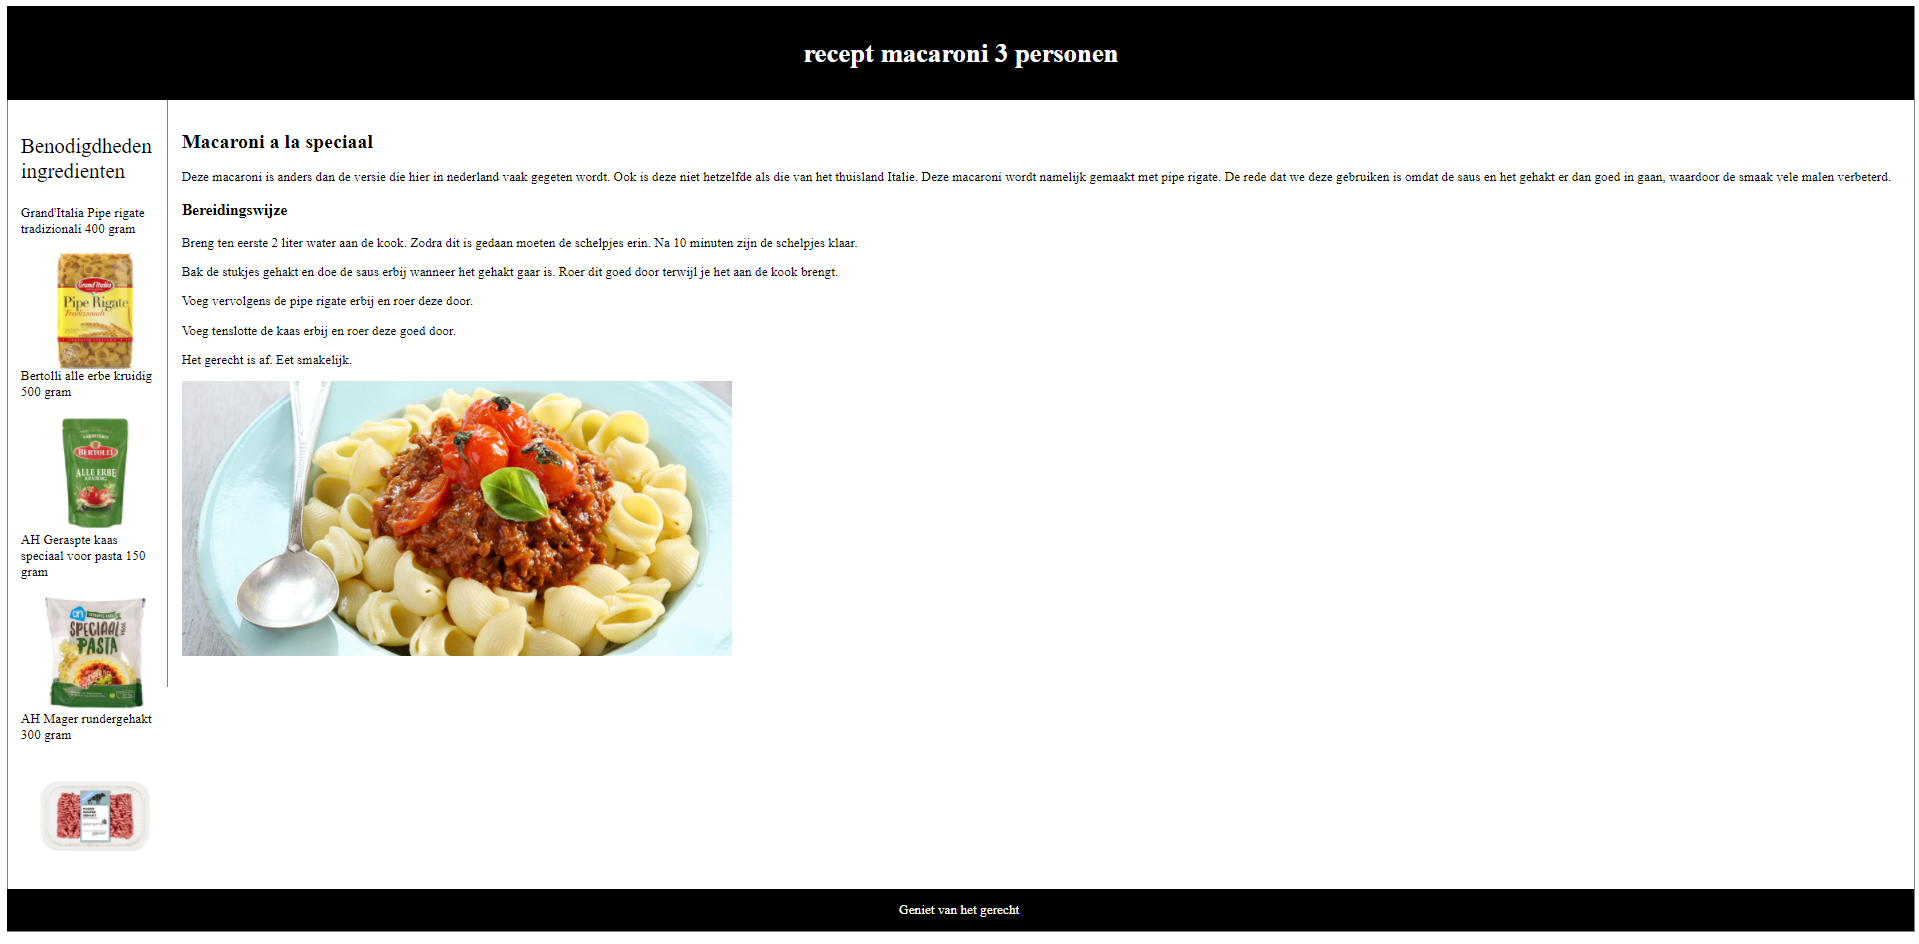 recept macaroni 3 personen
Benodigdheden
ingredienten
Grand'Italia Pipe rigate
tradizionali 400 gram
Grand'Italia
Pipe Rigate
Tradizionali
Bertolli alle erbe kruidig
500 gram
BERTOLLI
ALLE ERBE
KRUIDIG
AH Geraspte kaas
speciaal voor pasta 150
gram
SPECIAAL
VOOR
PASTA
AH Mager rundergehakt
300 gram
Macaroni a la speciaal
Deze macaroni is anders dan de versie die hier in nederland vaak gegeten wordt. Ook is deze niet hetzelfde als die van het thuisland Italie. Deze macaroni wordt namelijk gemaakt met pipe rigate. De rede dat we deze gebruiken is omdat de saus en het gehakt er dan goed in gaan, waardoor de smaak vele malen verbeterd.
Bereidingswijze
Breng ten eerste 2 liter water aan de kook. Zodra dit is gedaan moeten de schelpjes erin. Na 10 minuten zijn de schelpjes klaar.
Bak de stukjes gehakt en doe de saus erbij wanneer het gehakt gaar is. Roer dit goed door terwijl je het aan de kook brengt.
Voeg vervolgens de pipe rigate erbij en roer deze door.
Voeg tenslotte de kaas erbij en roer deze goed door.
Het gerecht is af. Eet smakelijk.
Geniet van het gerecht